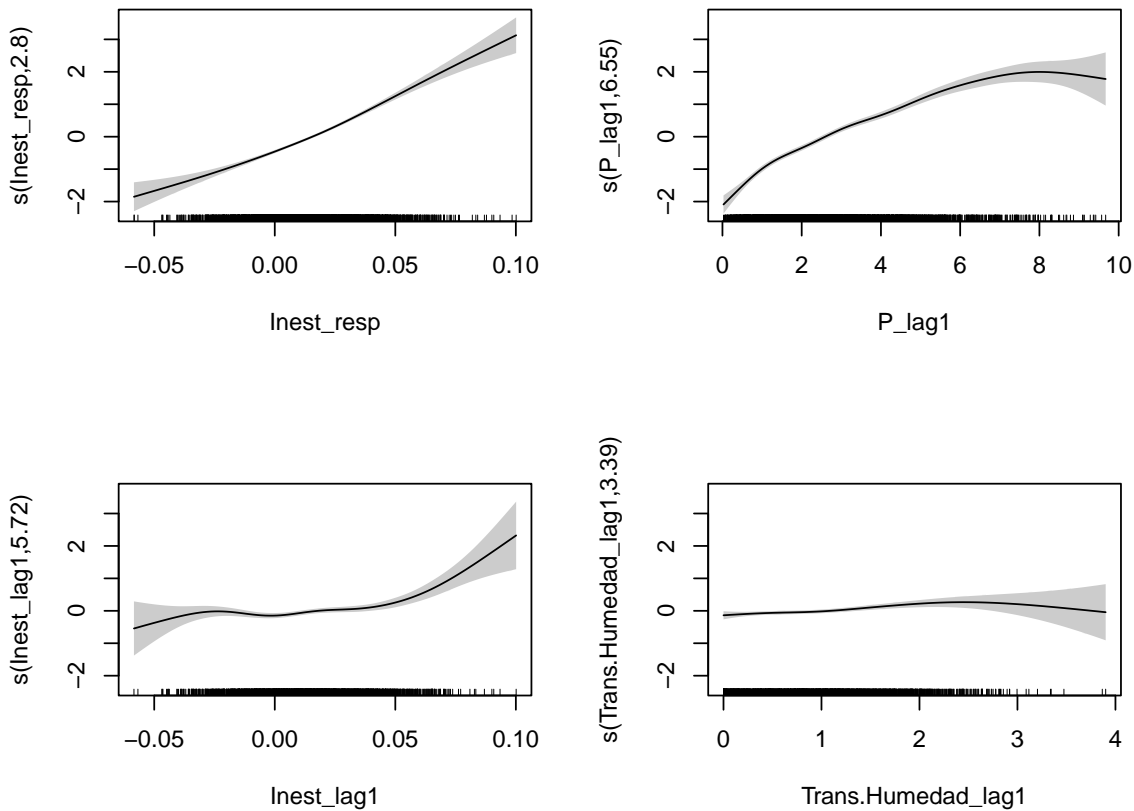 s(Inest_resp,2.8)
2
0
−2
−0.05 0.00 0.05 0.10
Inest_resp
s(P_lag1,6.55)
2
0
−2
0 2 4 6 8 10
P_lag1
s(Inest_lag1,5.72)
2
0
−2
−0.05 0.00 0.05 0.10
Inest_lag1
s(Trans.Humedad_lag1,3.39)
2
0
−2
0 1 2 3 4
Trans.Humedad_lag1